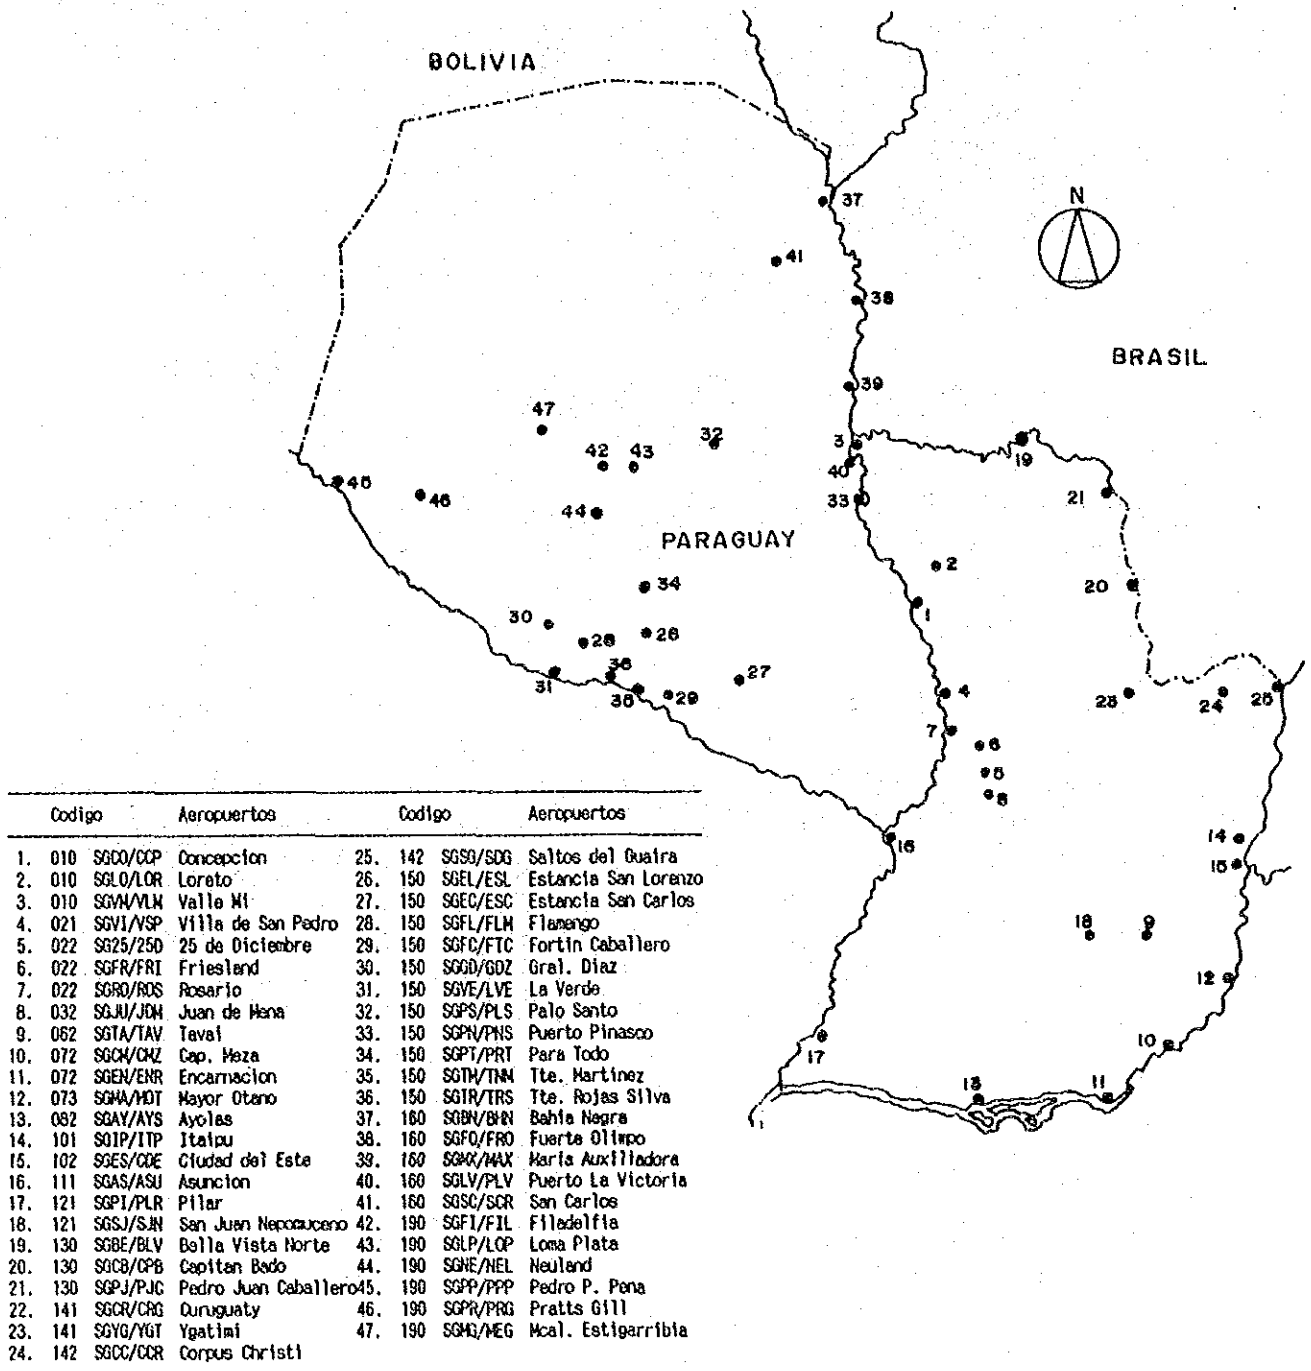 BOLIVIA
N
37
41
38
BRASIL
39
47
32
3
19
42 43
40
45
46
21
33
44
PARAGUAY
2
34
20
1
30
28
26
36
31
27
4
23
24
25
35
29
7
6
5
8
16
14
15
18 9
12
17
10
13
11
Codigo Aeropuertos Codigo Aeropuertos
1. 010 SGCO/CCP Concepcion 25. 142 SGSG/SDG Saltos del Guaira
2. 010 SGLO/LOR Loreto 26. 150 SGEL/ESL Estancia San Lorenzo
3. 010 SGVM/VLM Valle Mi 27. 150 SGEC/ESC Estancia San Carlos
4. 021 SGVI/VSP Villa de San Pedro 28. 150 SGFL/FLM Flamengo
5. 022 SG25/25D 25 de Diciembre 29. 150 SGFC/FTC Fortin Caballero
6. 022 SGFR/FRI Friesland 30. 150 SGGD/GDZ Gral. Diaz
7. 022 SGRO/ROS Rosario 31. 150 SGVE/LVE La Verde
8. 032 SGJU/JDM Juan de Mena 32. 150 SGPS/PLS Palo Santo
9. 062 SGTA/TAV Tavai 33. 150 SGPN/PNS Puerto Pinasco
10. 072 SGCM/CMZ Cap. Meza 34. 150 SGPT/PRT Para Todo
11. 072 SGEN/ENR Encarnacion 35. 150 SGTM/TNM Tte. Martinez
12. 073 SGMA/MOT Mayor Otano 36. 150 SGTR/TRS Tte. Rojas Silva
13. 082 SGAY/AYS Ayolas 37. 160 SGBN/BHN Bahia Negra
14. 101 SGIP/ITP Itaipu 38. 160 SGFO/FRO Fuerte Olimpo
15. 102 SGES/CDE Ciudad del Este 39. 160 SGMX/MAX Maria Auxiliadora
16. 111 SGAS/ASU Asuncion 40. 160 SGLV/PLV Puerto La Victoria
17. 121 SGPI/PLR Pilar 41. 160 SGSC/SCR San Carlos
18. 121 SGSJ/SJN San Juan Nepomuceno 42. 190 SGFI/FIL Filadelfia
19. 130 SGBE/BLV Bella Vista Norte 43. 190 SGLP/LOP Loma Plata
20. 130 SGCB/CPB Capitan Bado 44. 190 SGNE/NEL Neuland
21. 130 SGPJ/PJC Pedro Juan Caballero 45. 190 SGPP/PPP Pedro P. Pena
22. 141 SGCR/CRG Curuguaty 46. 190 SGPR/PRG Pratts Gill
23. 141 SGYG/YGT Ygatimi 47. 190 SGMG/MEG Mcal. Estigarribia
24. 142 SGCC/CCR Corpus Christi